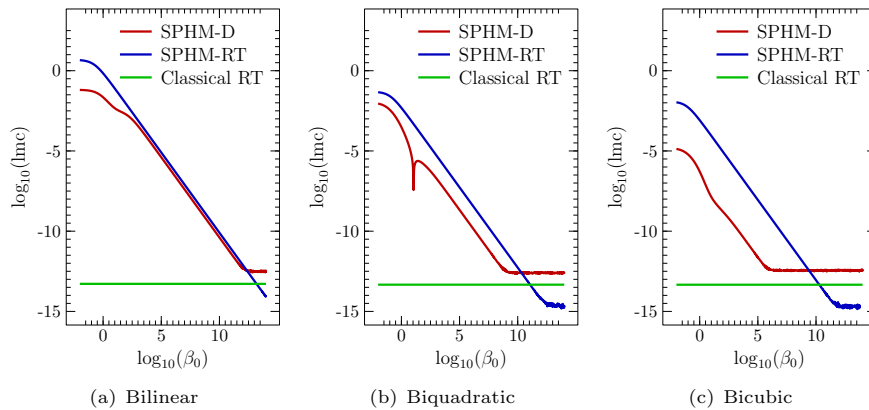 SPHM-D
SPHM-RT
Classical RT
0
-5
-10
-15
0
5
10
log10(lmc)
log10(β0)
(a) Bilinear
SPHM-D
SPHM-RT
Classical RT
0
-5
-10
-15
0
5
10
log10(lmc)
log10(β0)
(b) Biquadratic
SPHM-D
SPHM-RT
Classical RT
0
-5
-10
-15
0
5
10
log10(lmc)
log10(β0)
(c) Bicubic